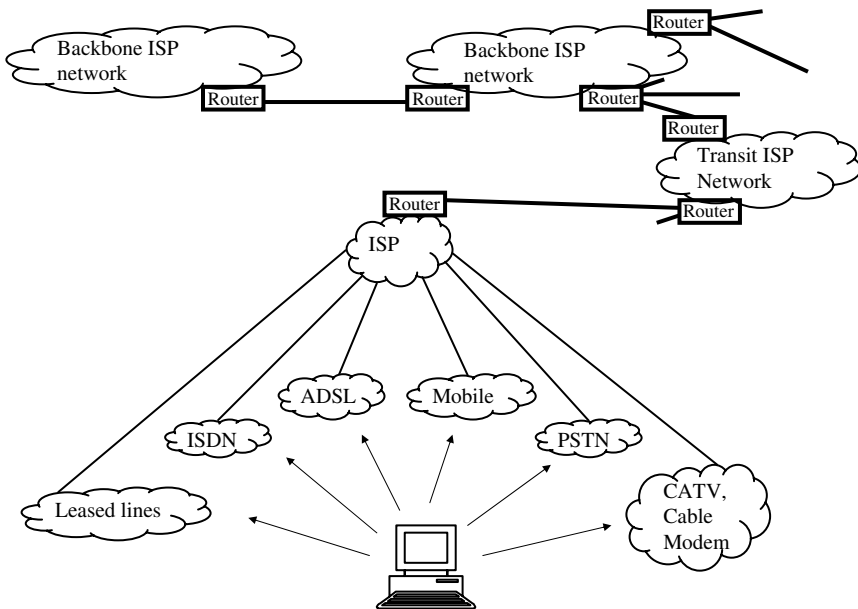 Router
Backbone ISP
network
Backbone ISP
network
Router
Router
Router
Router
Transit ISP
Network
Router
Router
ISP
ADSL
Mobile
ISDN
PSTN
Leased lines
CATV,
Cable
Modem